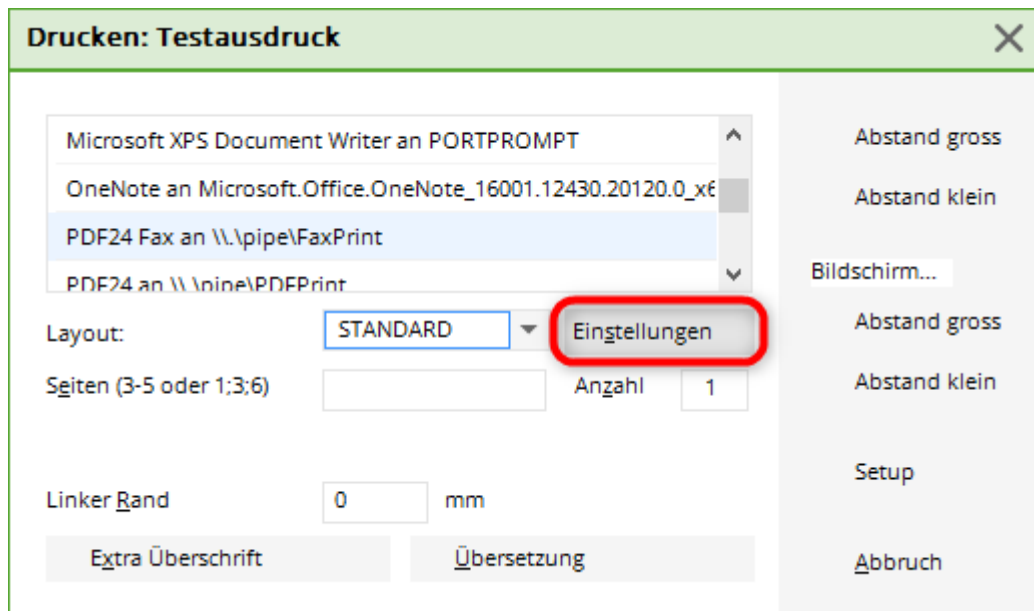 Drucken: Testausdruck
Microsoft XPS Document Writer an PORTPROMPT
OneNote an Microsoft.Office.OneNote_16001.12430.20120.0_x6
PDF24 Fax an \\.\pipe\FaxPrint
PDF24 an \\.\pipe\PDFPrint
Layout: STANDARD Einstellungen
Seiten (3-5 oder 1;3;6) Anzahl 1
Linker Rand 0 mm
Extra Überschrift Übersetzung
Abstand gross
Abstand klein
Bildschirm...
Abstand gross
Abstand klein
Setup
Abbruch